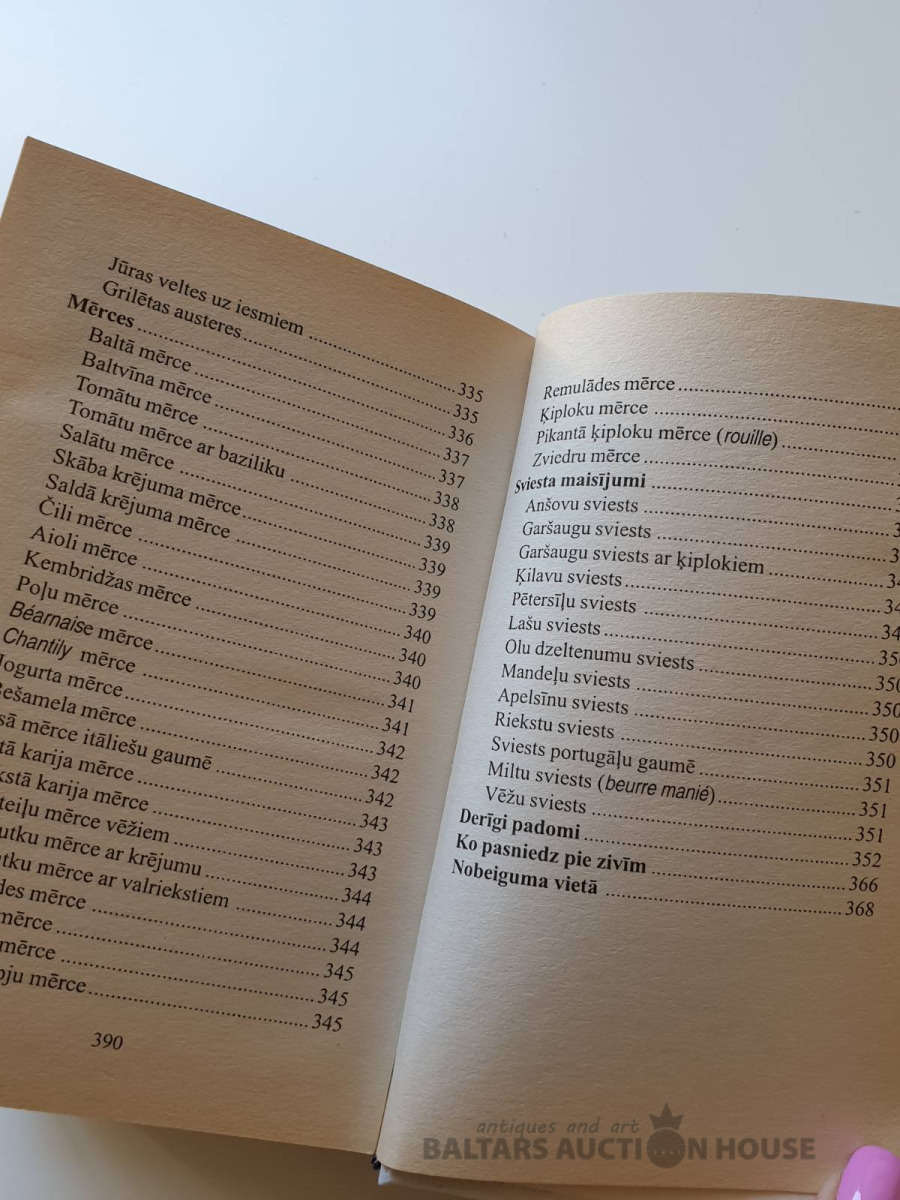 Jūras veltes uz iesmiem ... 335
Grilētas austeres ... 335
Mērces ... 336
Baltā mērce ... 337
Baltvīna mērce ... 337
Tomātu mērce ... 338
Tomātu mērce ar baziliku ... 338
Salātu mērce ... 339
Skāba krējuma mērce ... 339
Saldā krējuma mērce ... 339
Čili mērce ... 339
Aioli mērce ... 340
Kembridžas mērce ... 340
Poļu mērce ... 340
Béarnaise mērce ... 341
Chantily mērce ... 341
Jogurta mērce ... 342
Bešamela mērce ... 342
mērce itāliešu gaumē ... 342
karija mērce ... 343
karija mērce ... 343
mērce vēžiem ... 343
mērce ar krējumu ... 344
mērce ar valriekstiem ... 344
mērce ... 344
mērce ... 345
mērce ... 345
mērce ... 345
390
Remulādes mērce ...
Ķiploku mērce ...
Pikantā ķiploku mērce (rouille) ...
Zviedru mērce ...
Sviesta maisījumi ...
Anšovu sviests ...
Garšaugu sviests ...
Garšaugu sviests ar ķiplokiem ...
Ķilavu sviests ...
Pētersīļu sviests ...
Lašu sviests ... 350
Olu dzeltenumu sviests ... 350
Mandeļu sviests ... 350
Apelsīnu sviests ... 350
Riekstu sviests ... 350
Sviests portugāļu gaumē ... 351
Miltu sviests (beurre manié) ... 351
Vēžu sviests ... 351
Derīgi padomi ... 352
Ko pasniedz pie zivīm ... 366
Nobeiguma vietā ... 368
antiques and art
BALTARS AUCTION HOUSE